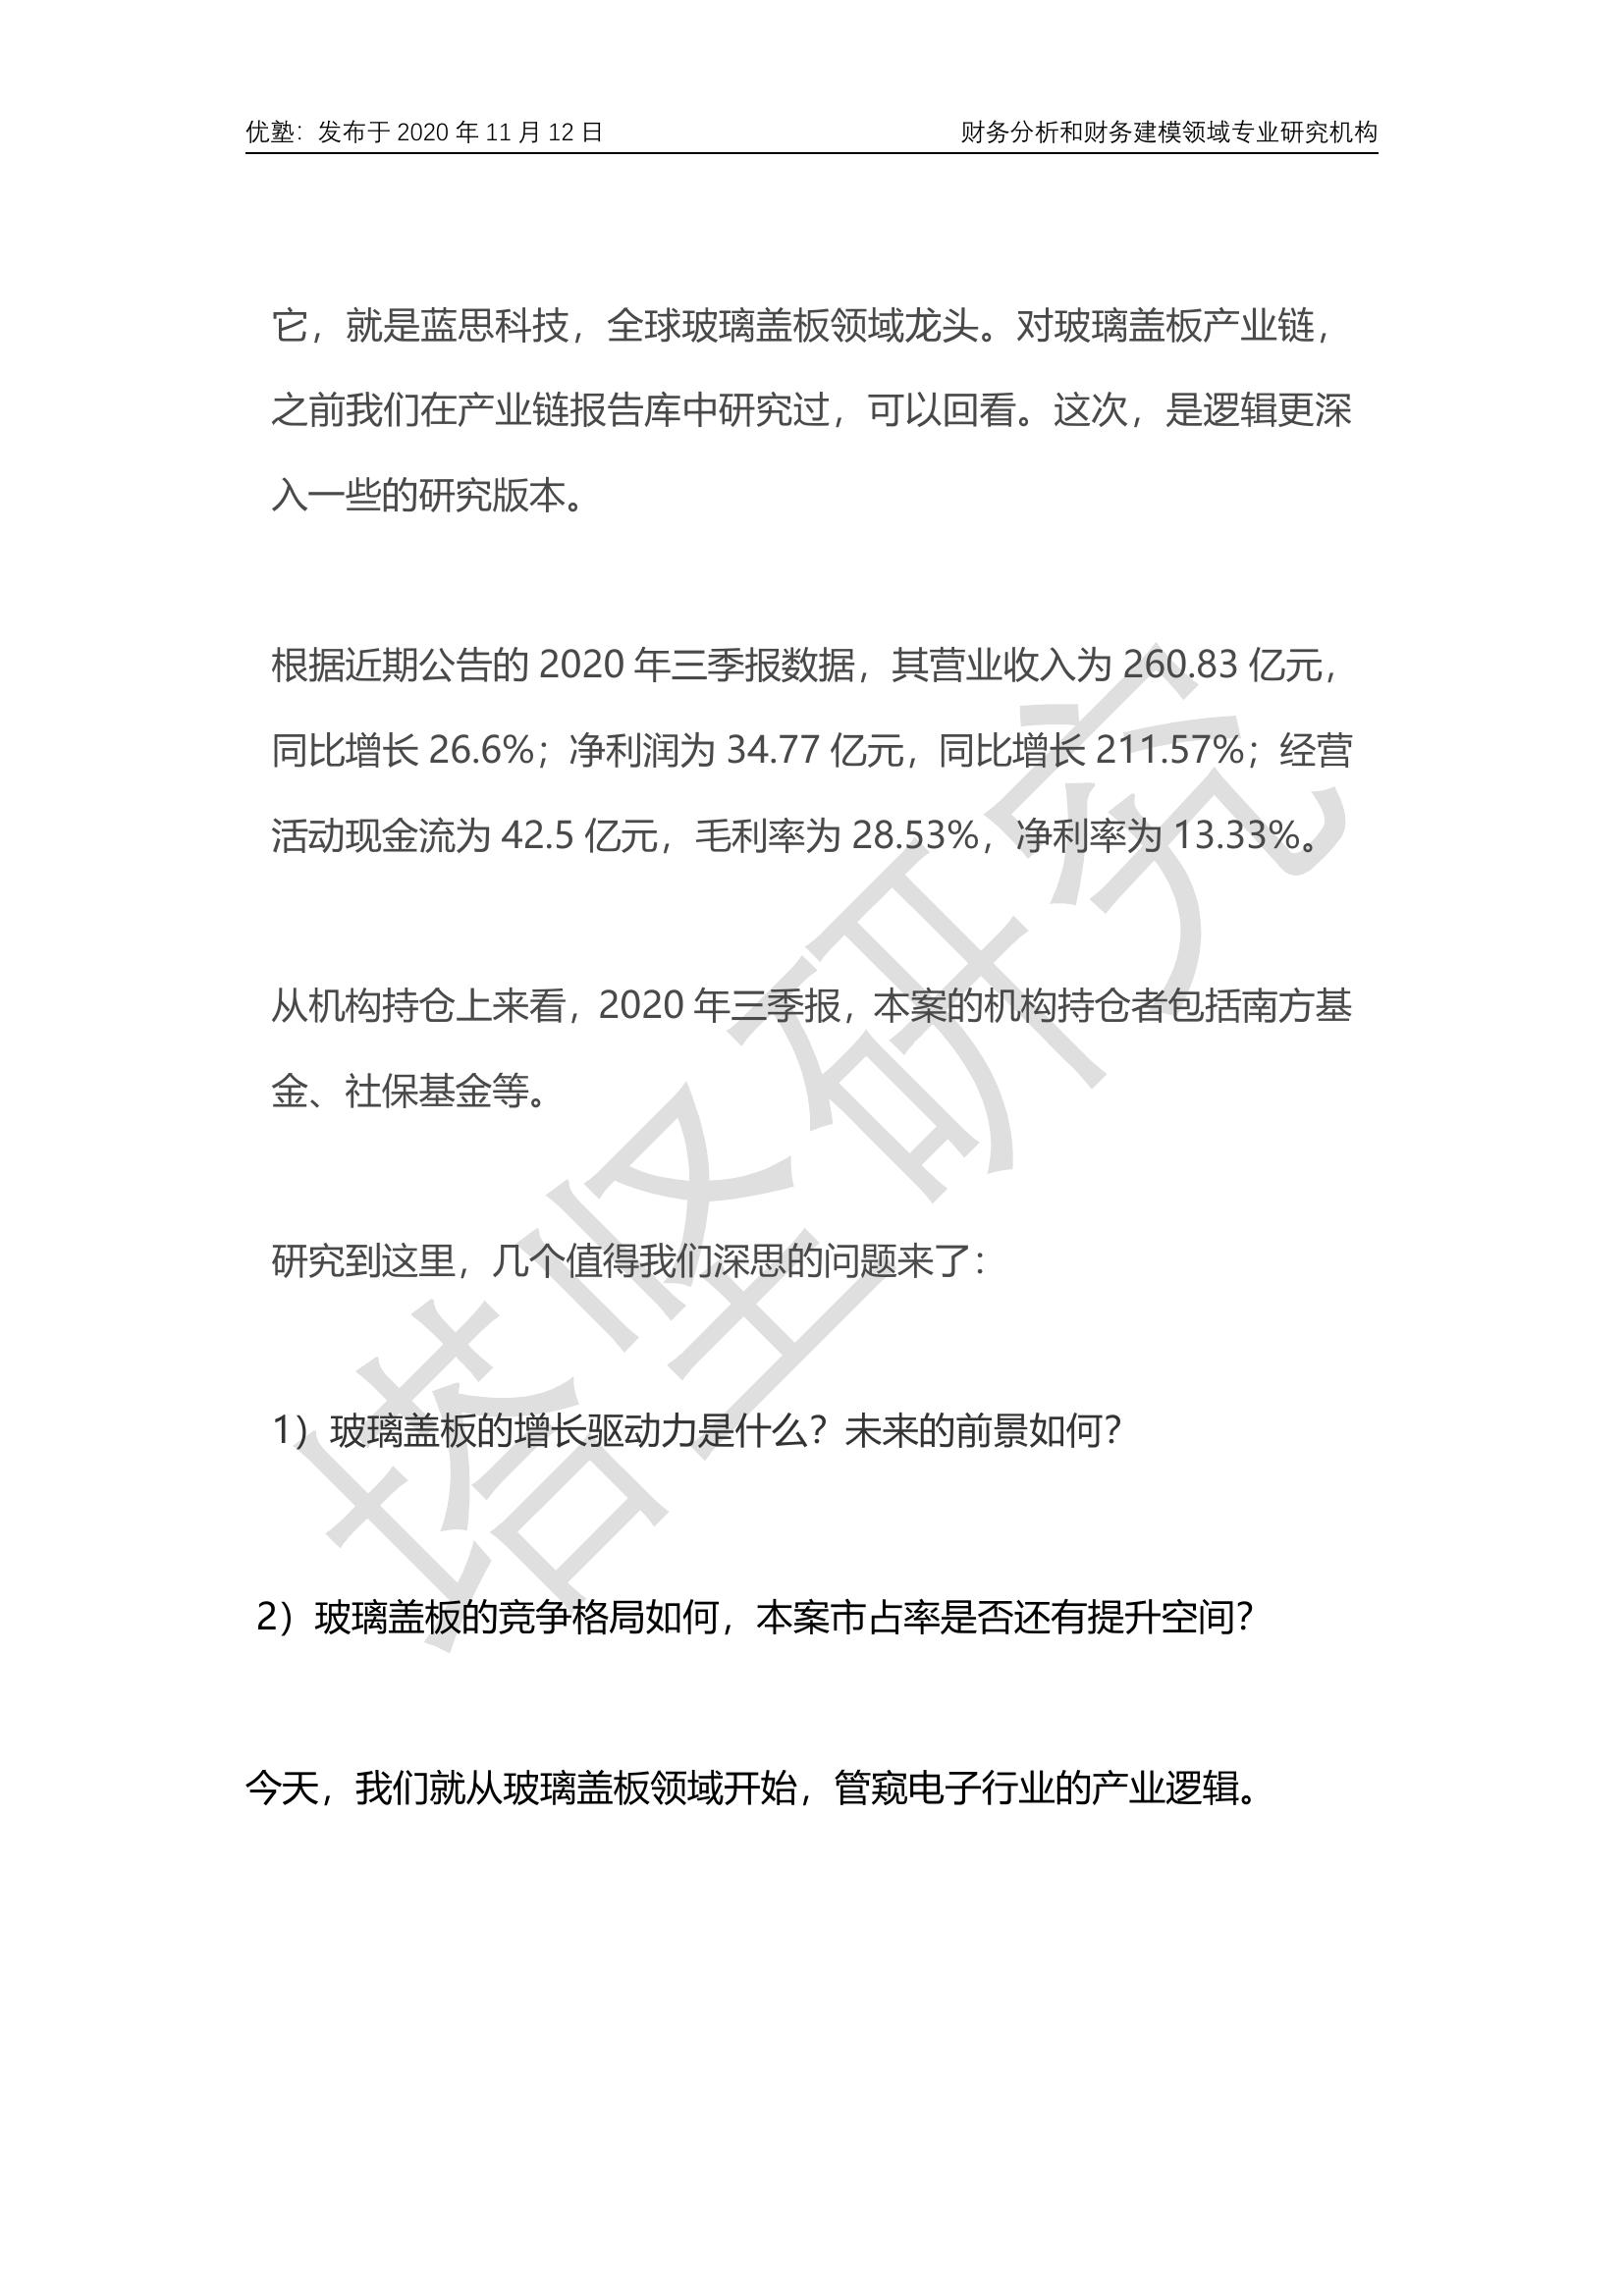 优塾：发布于 2020 年 11 月 12 日 财务分析和财务建模领域专业研究机构
它，就是蓝思科技，全球玻璃盖板领域龙头。对玻璃盖板产业链，
之前我们在产业链报告库中研究过，可以回看。这次，是逻辑更深
入一些的研究版本。
根据近期公告的 2020 年三季报数据，其营业收入为 260.83 亿元，
同比增长 26.6%；净利润为 34.77 亿元，同比增长 211.57%；经营
活动现金流为 42.5 亿元，毛利率为 28.53%，净利率为 13.33%。
从机构持仓上来看，2020 年三季报，本案的机构持仓者包括南方基
金、社保基金等。
研究到这里，几个值得我们深思的问题来了：
1）玻璃盖板的增长驱动力是什么？未来的前景如何？
2）玻璃盖板的竞争格局如何，本案市占率是否还有提升空间？
今天，我们就从玻璃盖板领域开始，管窥电子行业的产业逻辑。
塔坚研究